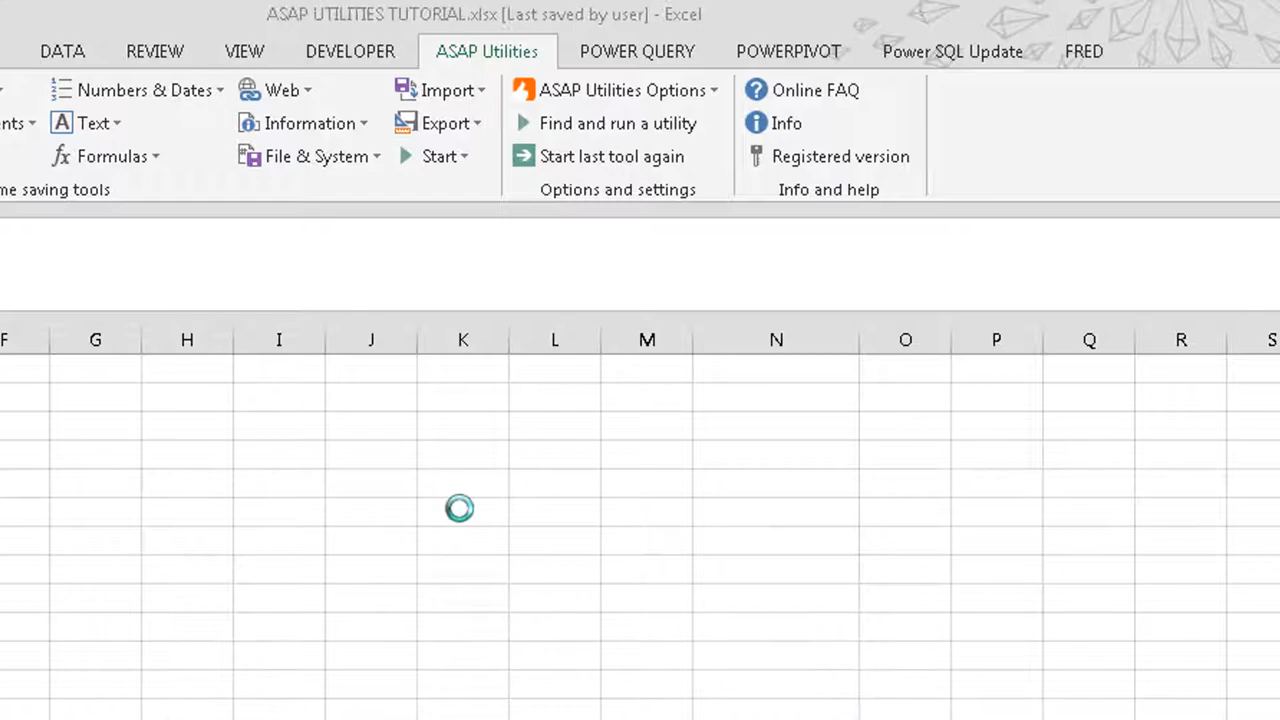 ASAP UTILITIES TUTORIAL.xlsx [Last saved by user] - Excel
DATA REVIEW VIEW DEVELOPER ASAP Utilities POWER QUERY POWERPIVOT Power SQL Update FRED
Numbers & Dates Web Import ASAP Utilities Options Online FAQ
nts Text Information Export Find and run a utility Info
Formulas File & System Start Start last tool again Registered version
me saving tools Options and settings Info and help
F G H I J K L M N O P Q R S